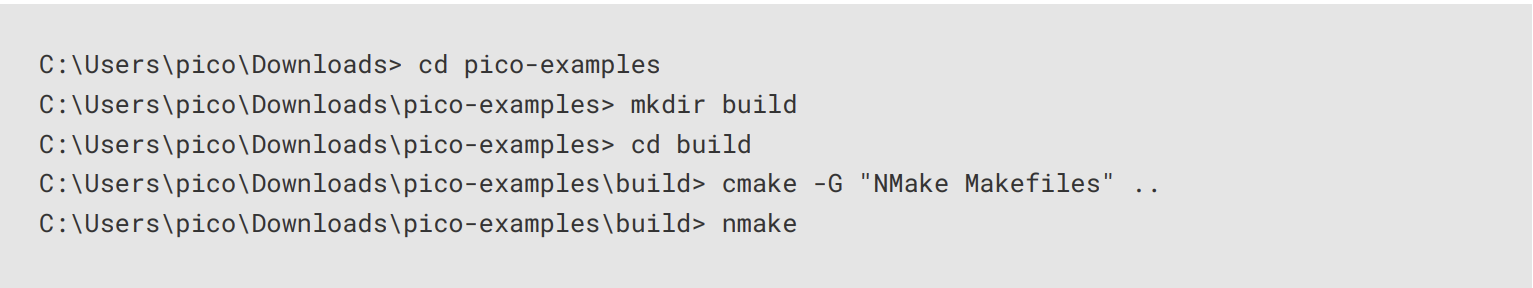 C:\Users\pico\Downloads> cd pico-examples
C:\Users\pico\Downloads\pico-examples> mkdir build
C:\Users\pico\Downloads\pico-examples> cd build
C:\Users\pico\Downloads\pico-examples\build> cmake -G "NMake Makefiles" ..
C:\Users\pico\Downloads\pico-examples\build> nmake